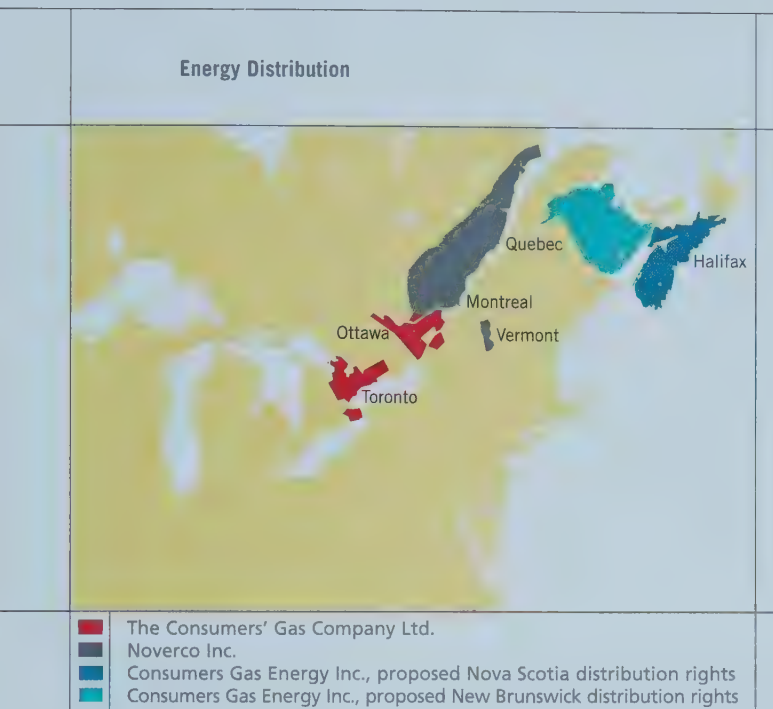 Energy Distribution
Quebec
Halifax
Montreal
Ottawa
Vermont
Toronto
The Consumers' Gas Company Ltd.
Noverco Inc.
Consumers Gas Energy Inc., proposed Nova Scotia distribution rights
Consumers Gas Energy Inc., proposed New Brunswick distribution rights